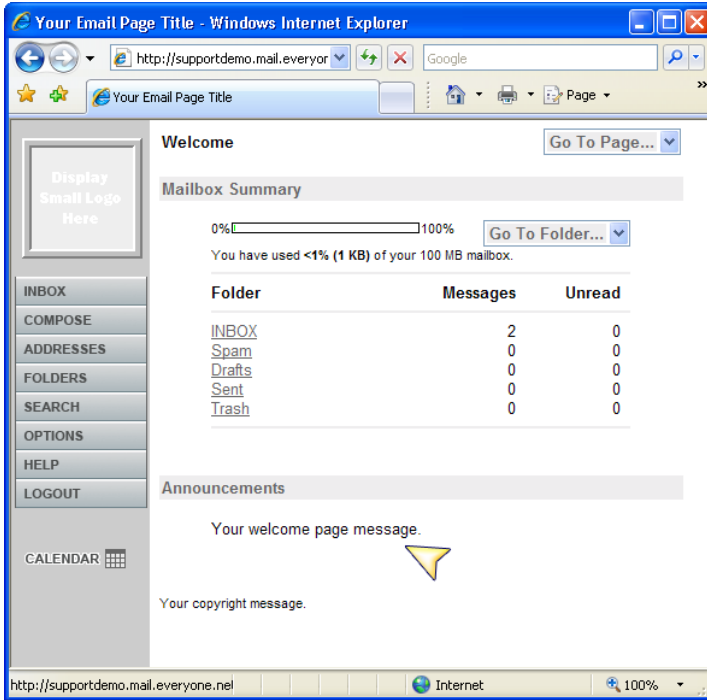 Your Email Page Title - Windows Internet Explorer
http://supportdemo.mail.everyor
Google
Your Email Page Title
Page
»
Display
Small Logo
Here
Welcome
Go To Page...
Mailbox Summary
0% 100%
Go To Folder...
You have used <1% (1 KB) of your 100 MB mailbox.
Folder Messages Unread
INBOX 2 0
Spam 0 0
Drafts 0 0
Sent 0 0
Trash 0 0
INBOX
COMPOSE
ADDRESSES
FOLDERS
SEARCH
OPTIONS
HELP
LOGOUT
CALENDAR
Announcements
Your welcome page message.
Your copyright message.
http://supportdemo.mail.everyone.ne
Internet
100%